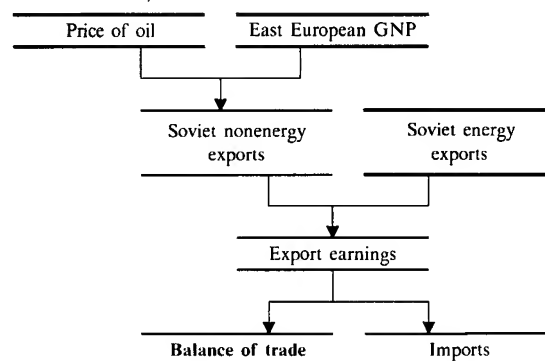 Price of oil
East European GNP
Soviet nonenergy
exports
Soviet energy
exports
Export earnings
Balance of trade
Imports